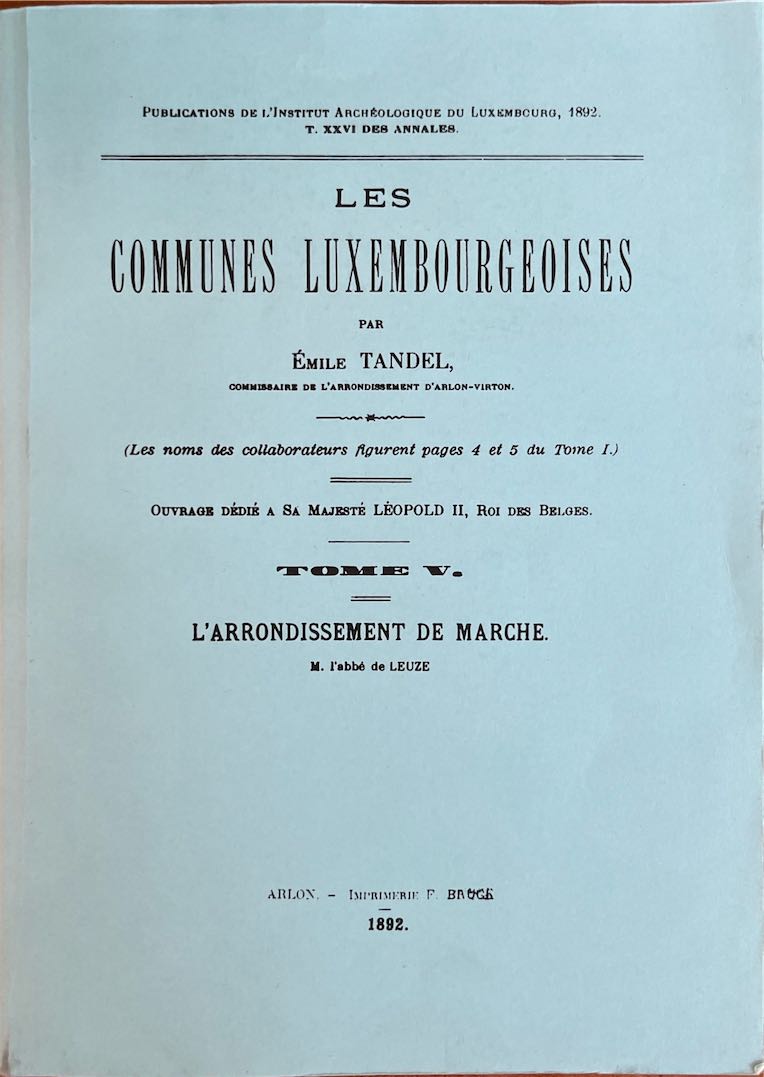 Publications de l'Institut Archéologique du Luxembourg, 1892.
T. XXVI DES ANNALES.
LES
COMMUNES LUXEMBOURGEOISES
PAR
Émile TANDEL,
COMMISSAIRE DE L'ARRONDISSEMENT D'ARLON-VIRTON.
(Les noms des collaborateurs figurent pages 4 et 5 du Tome I.)
Ouvrage dédié a Sa Majesté LÉOPOLD II, Roi des Belges.
TOME V.
L'ARRONDISSEMENT DE MARCHE.
M. l'abbé de LEUZE
ARLON. – Imprimerie F. BRÜCK
1892.